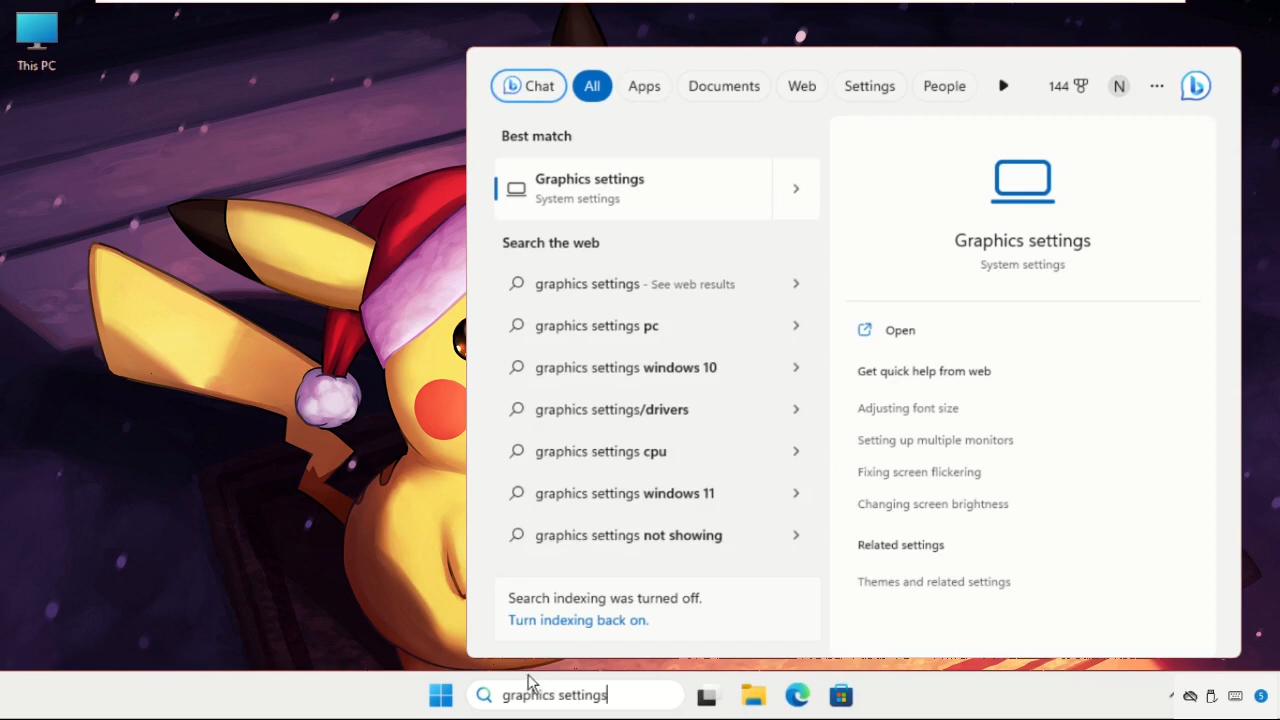 This PC
Chat
All
Apps
Documents
Web
Settings
People
144
N
Best match
Graphics settings
System settings
Search the web
graphics settings - See web results
graphics settings pc
graphics settings windows 10
graphics settings/drivers
graphics settings cpu
graphics settings windows 11
graphics settings not showing
Search indexing was turned off.
Turn indexing back on.
Graphics settings
System settings
Open
Get quick help from web
Adjusting font size
Setting up multiple monitors
Fixing screen flickering
Changing screen brightness
Related settings
Themes and related settings
graphics settings
5